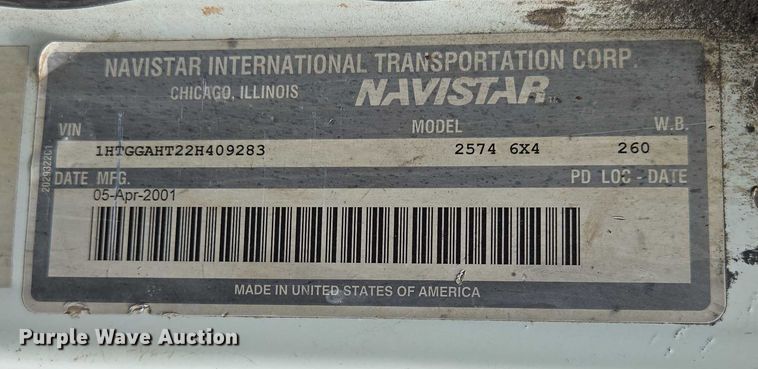 NAVISTAR INTERNATIONAL TRANSPORTATION CORP.
CHICAGO, ILLINOIS NAVISTAR
VIN MODEL W.B.
1HTGGAHT22H409283 2574 6X4 260
DATE MFG. PD LOC - DATE
05-Apr-2001
MADE IN UNITED STATES OF AMERICA
2029322C1
Purple Wave Auction